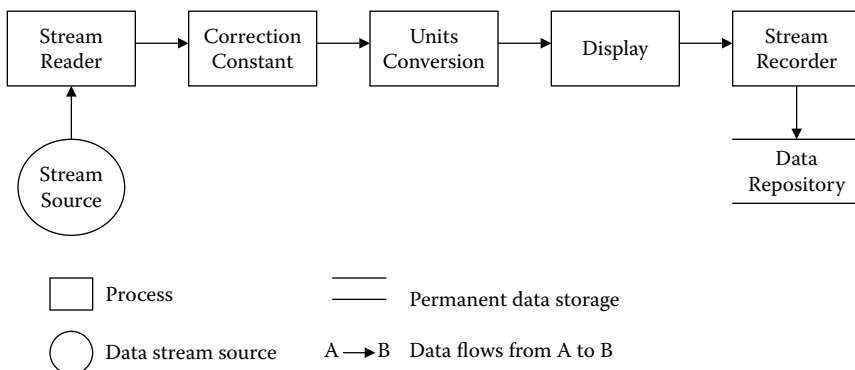 Stream
Reader
Correction
Constant
Units
Conversion
Display
Stream
Recorder
Stream
Source
Data
Repository
Process
Permanent data storage
Data stream source
A B Data flows from A to B